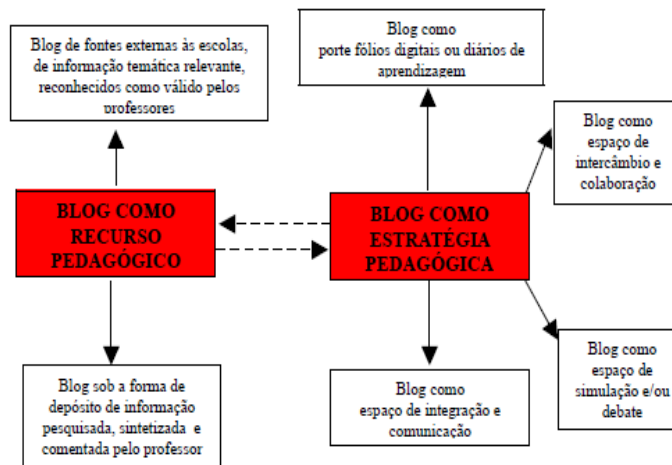 Blog de fontes externas às escolas,
de informação temática relevante,
reconhecidos como válido pelos
professores
Blog como
porte fólios digitais ou diários de
aprendizagem
Blog como
espaço de
intercâmbio e
colaboração
BLOG COMO
RECURSO
PEDAGÓGICO
BLOG COMO
ESTRATÉGIA
PEDAGÓGICA
Blog sob a forma de
depósito de informação
pesquisada, sintetizada e
comentada pelo professor
Blog como
espaço de integração e
comunicação
Blog como
espaço de
simulação e/ou
debate